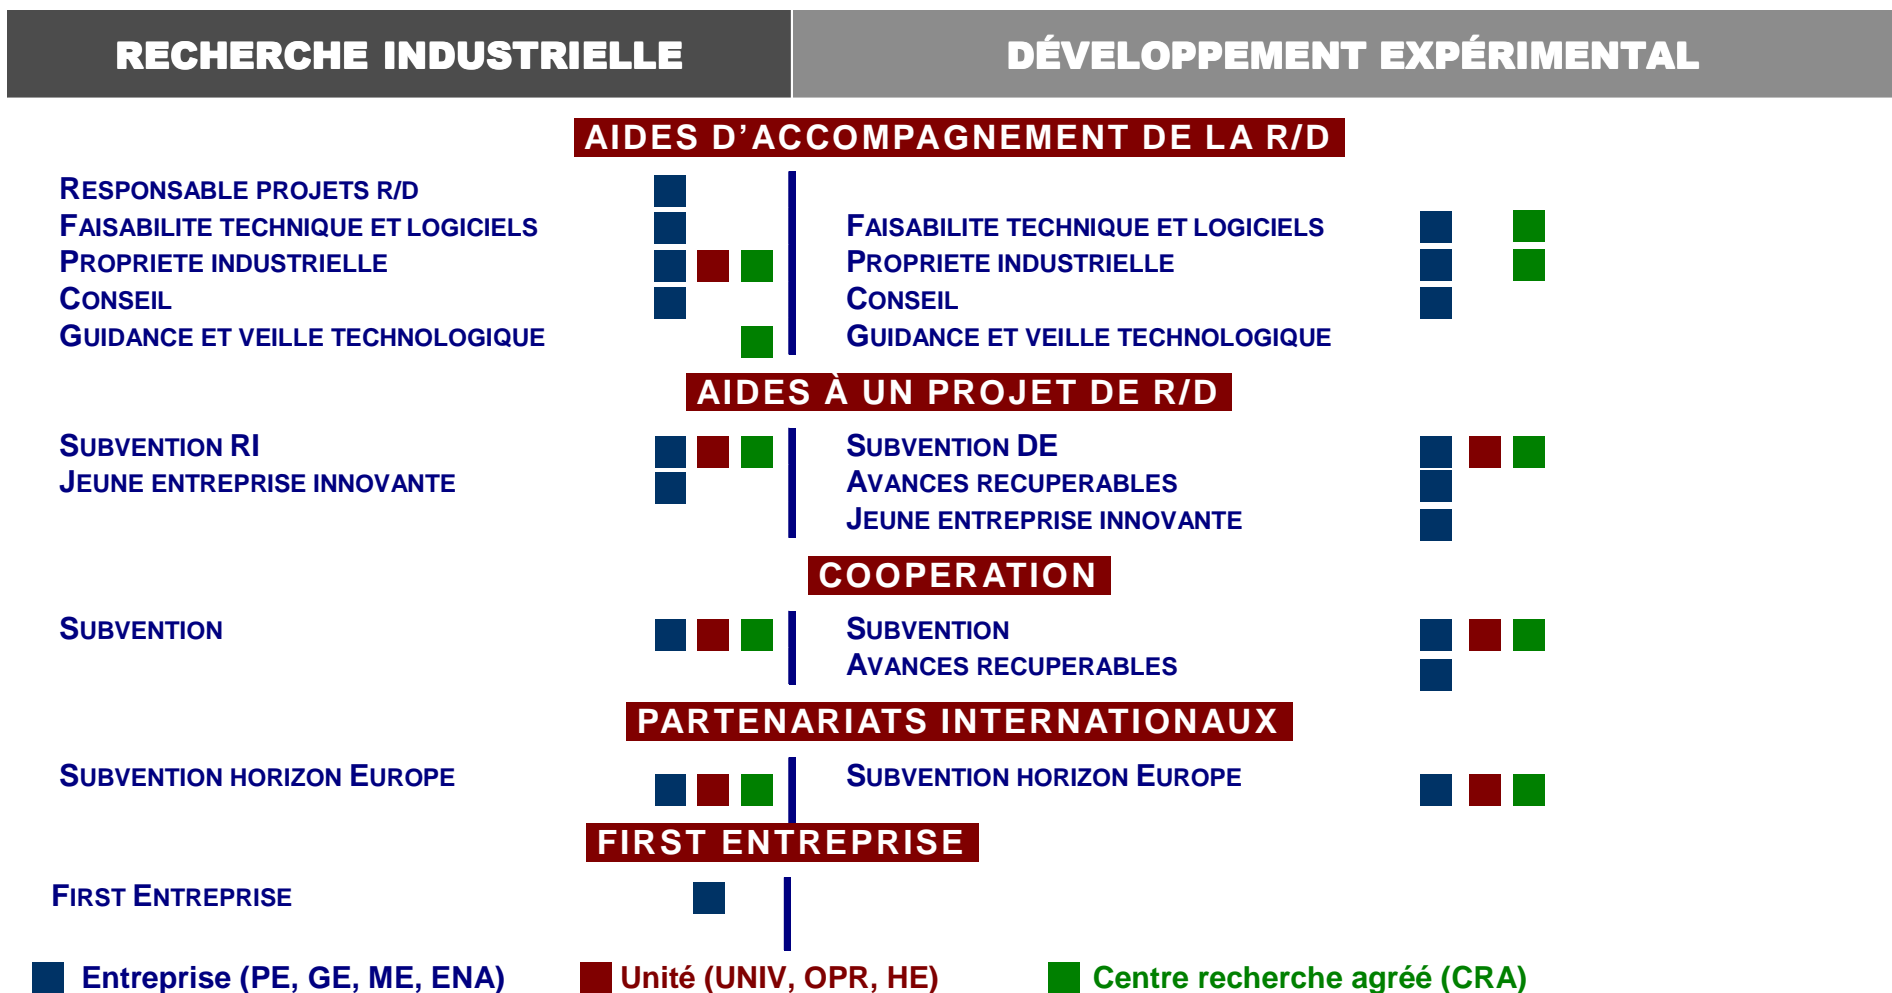 RECHERCHE INDUSTRIELLE
DÉVELOPPEMENT EXPÉRIMENTAL
AIDES D’ACCOMPAGNEMENT DE LA R/D
RESPONSABLE PROJETS R/D
FAISABILITE TECHNIQUE ET LOGICIELS
PROPRIETE INDUSTRIELLE
CONSEIL
GUIDANCE ET VEILLE TECHNOLOGIQUE
FAISABILITE TECHNIQUE ET LOGICIELS
PROPRIETE INDUSTRIELLE
CONSEIL
GUIDANCE ET VEILLE TECHNOLOGIQUE
AIDES À UN PROJET DE R/D
SUBVENTION RI
JEUNE ENTREPRISE INNOVANTE
SUBVENTION DE
AVANCES RECUPERABLES
JEUNE ENTREPRISE INNOVANTE
COOPERATION
SUBVENTION
SUBVENTION
AVANCES RECUPERABLES
PARTENARIATS INTERNATIONAUX
SUBVENTION HORIZON EUROPE
SUBVENTION HORIZON EUROPE
FIRST ENTREPRISE
FIRST ENTREPRISE
Entreprise (PE, GE, ME, ENA)
Unité (UNIV, OPR, HE)
Centre recherche agréé (CRA)